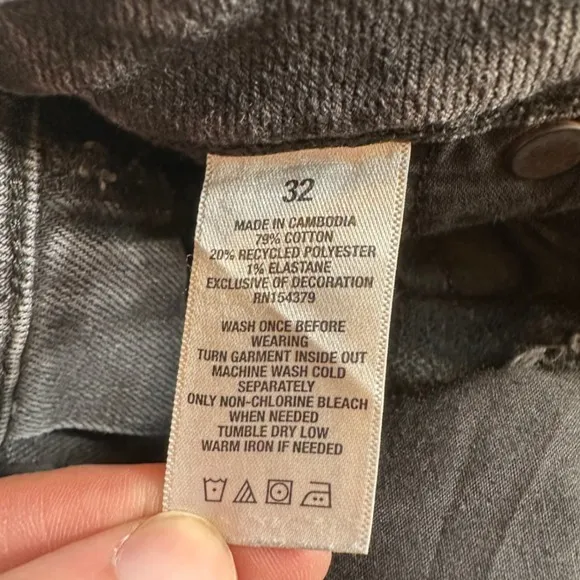 32
MADE IN CAMBODIA
79% COTTON
20% RECYCLED POLYESTER
1% ELASTANE
EXCLUSIVE OF DECORATION
RN154379
WASH ONCE BEFORE
WEARING
TURN GARMENT INSIDE OUT
MACHINE WASH COLD
SEPARATELY
ONLY NON-CHLORINE BLEACH
WHEN NEEDED
TUMBLE DRY LOW
WARM IRON IF NEEDED